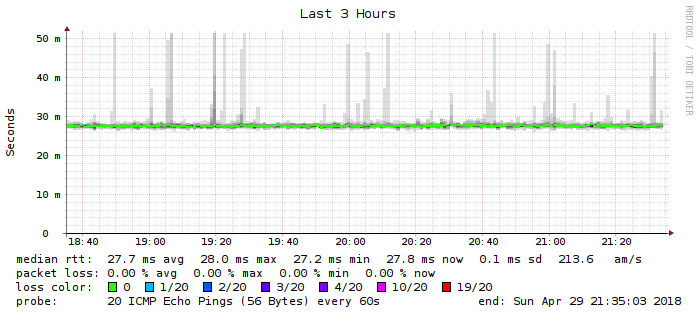 Last 3 Hours
RRDTOOL / TOBI OETIKER
Seconds
50 m
40 m
30 m
20 m
10 m
0
18:40 19:00 19:20 19:40 20:00 20:20 20:40 21:00 21:20
median rtt: 27.7 ms avg 28.0 ms max 27.2 ms min 27.8 ms now 0.1 ms sd 213.6 am/s
packet loss: 0.00 % avg 0.00 % max 0.00 % min 0.00 % now
loss color: 0 1/20 2/20 3/20 4/20 10/20 19/20
probe: 20 ICMP Echo Pings (56 Bytes) every 60s end: Sun Apr 29 21:35:03 2018